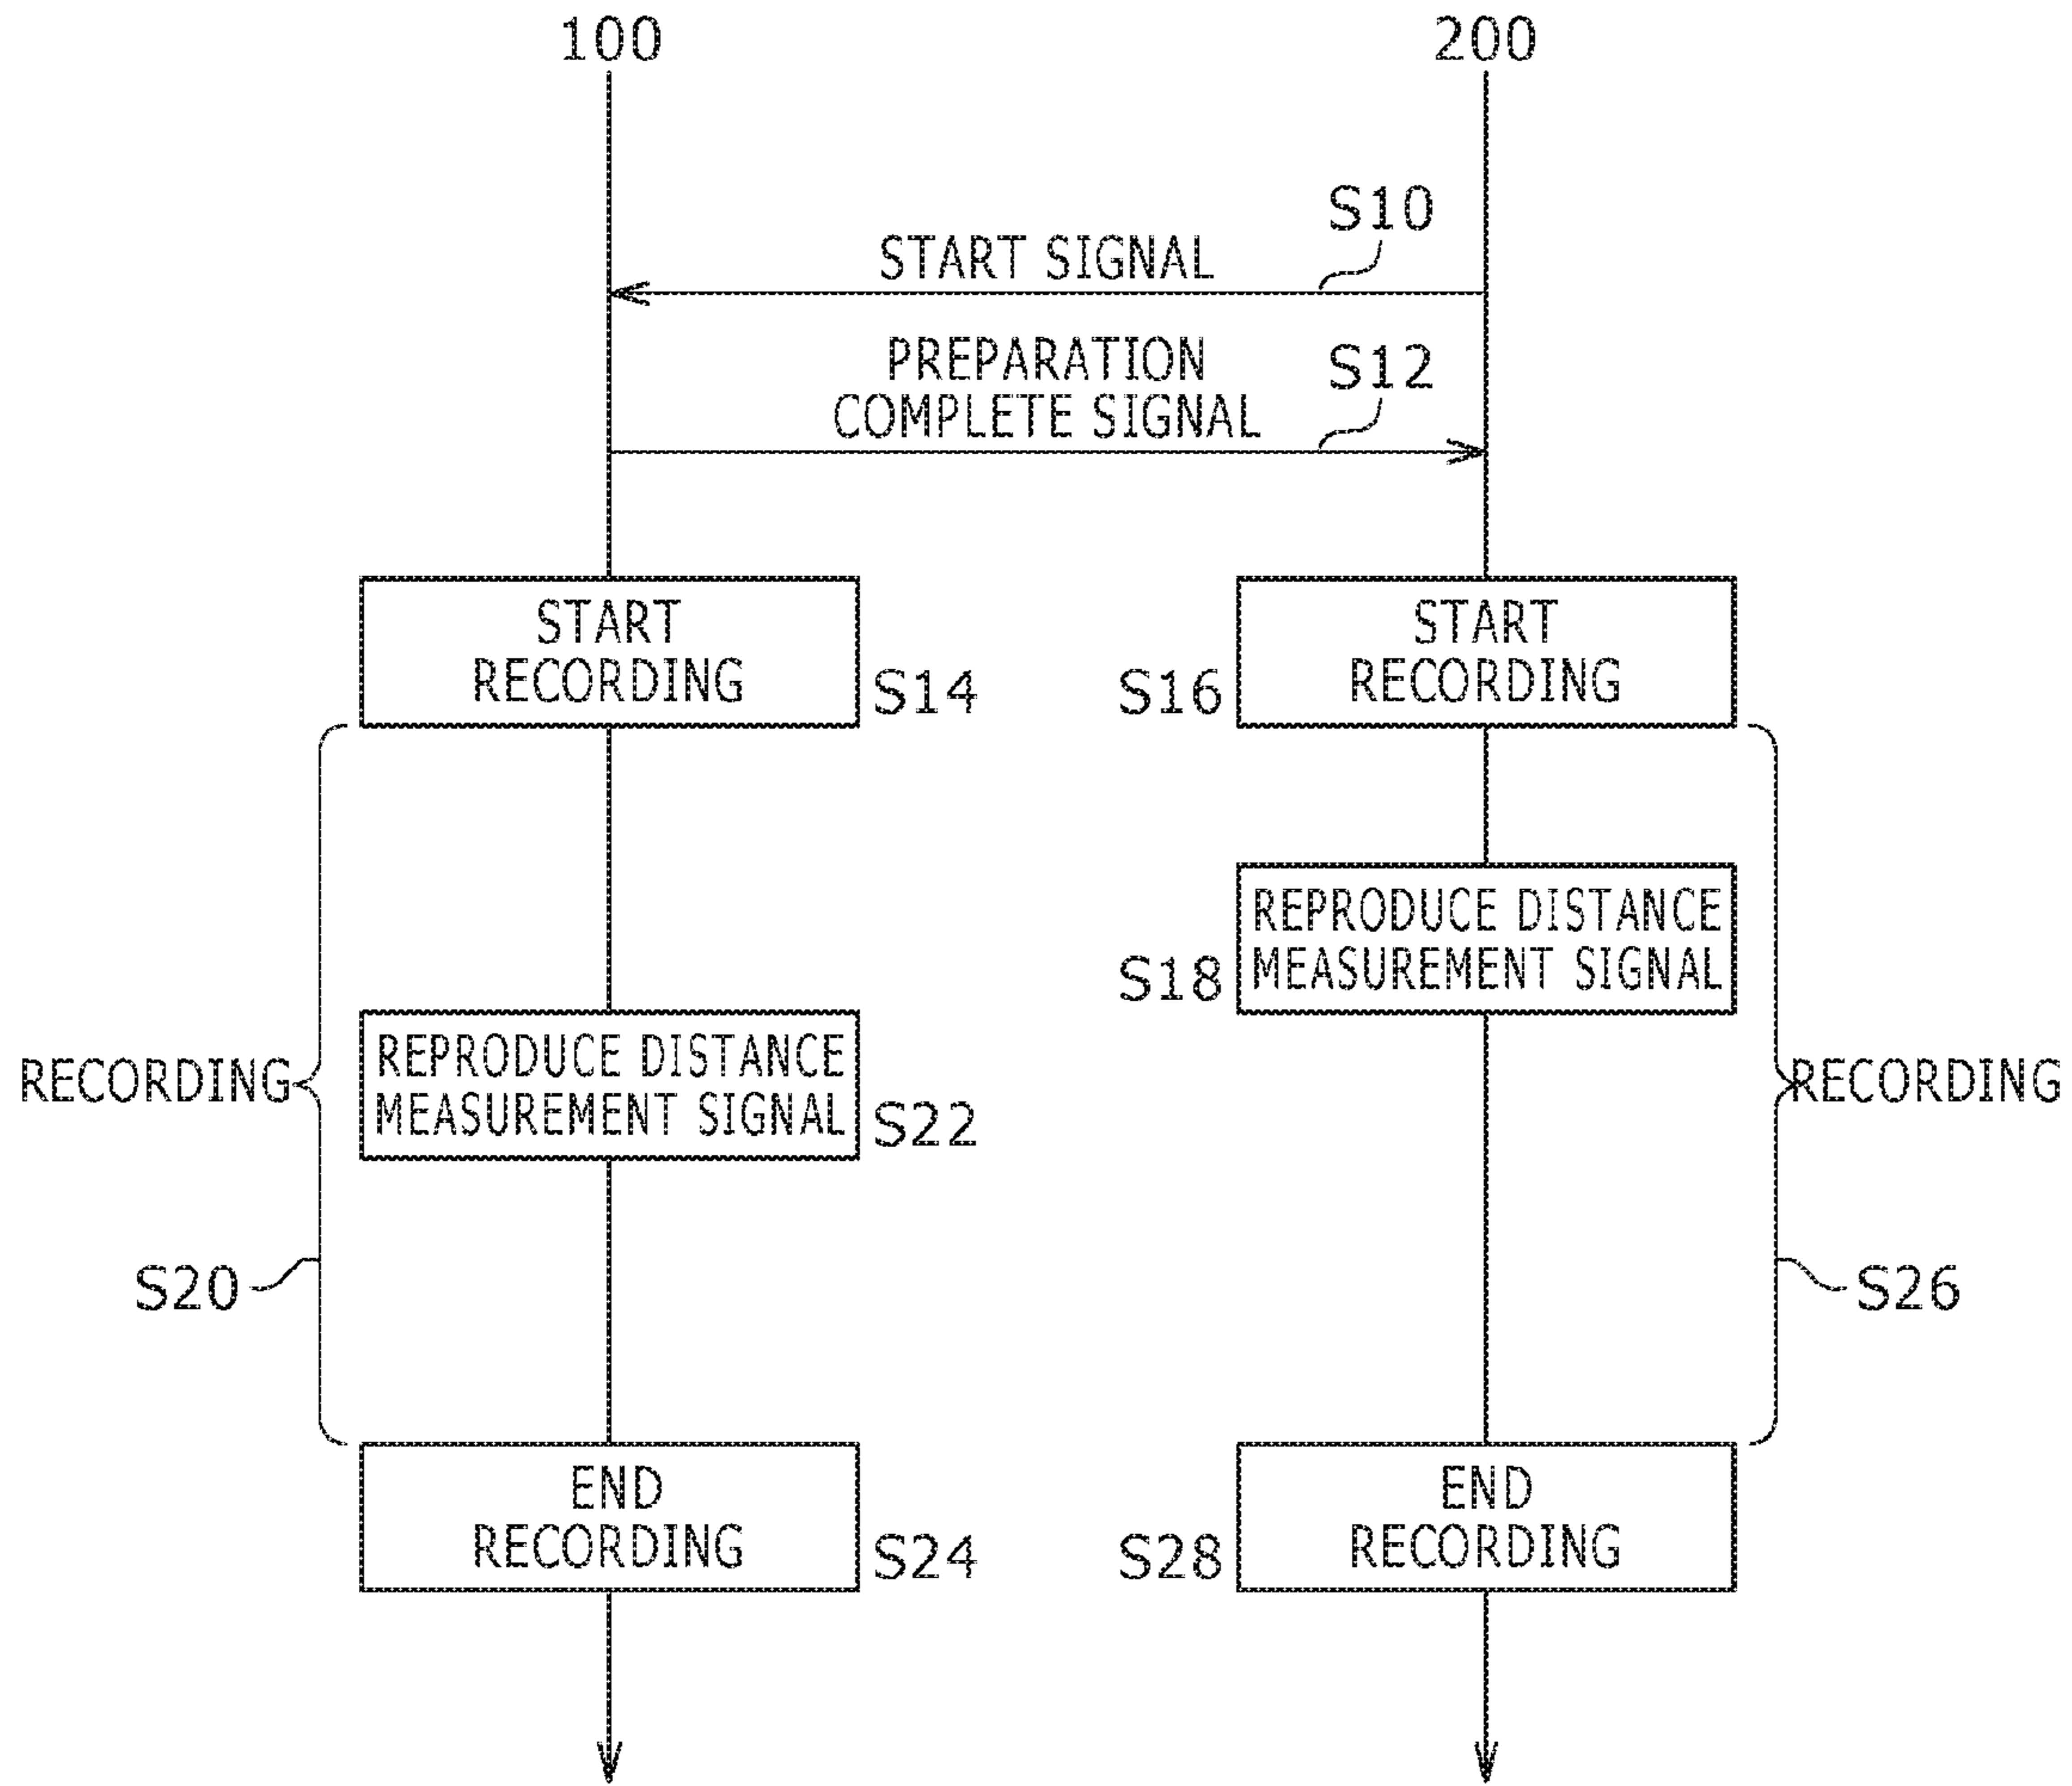 100
200
S10
START SIGNAL
PREPARATION
COMPLETE SIGNAL
S12
START
RECORDING
S14
START
RECORDING
S16
REPRODUCE DISTANCE
MEASUREMENT SIGNAL
S18
RECORDING
REPRODUCE DISTANCE
MEASUREMENT SIGNAL
S22
RECORDING
S20
S26
END
RECORDING
S24
END
RECORDING
S28